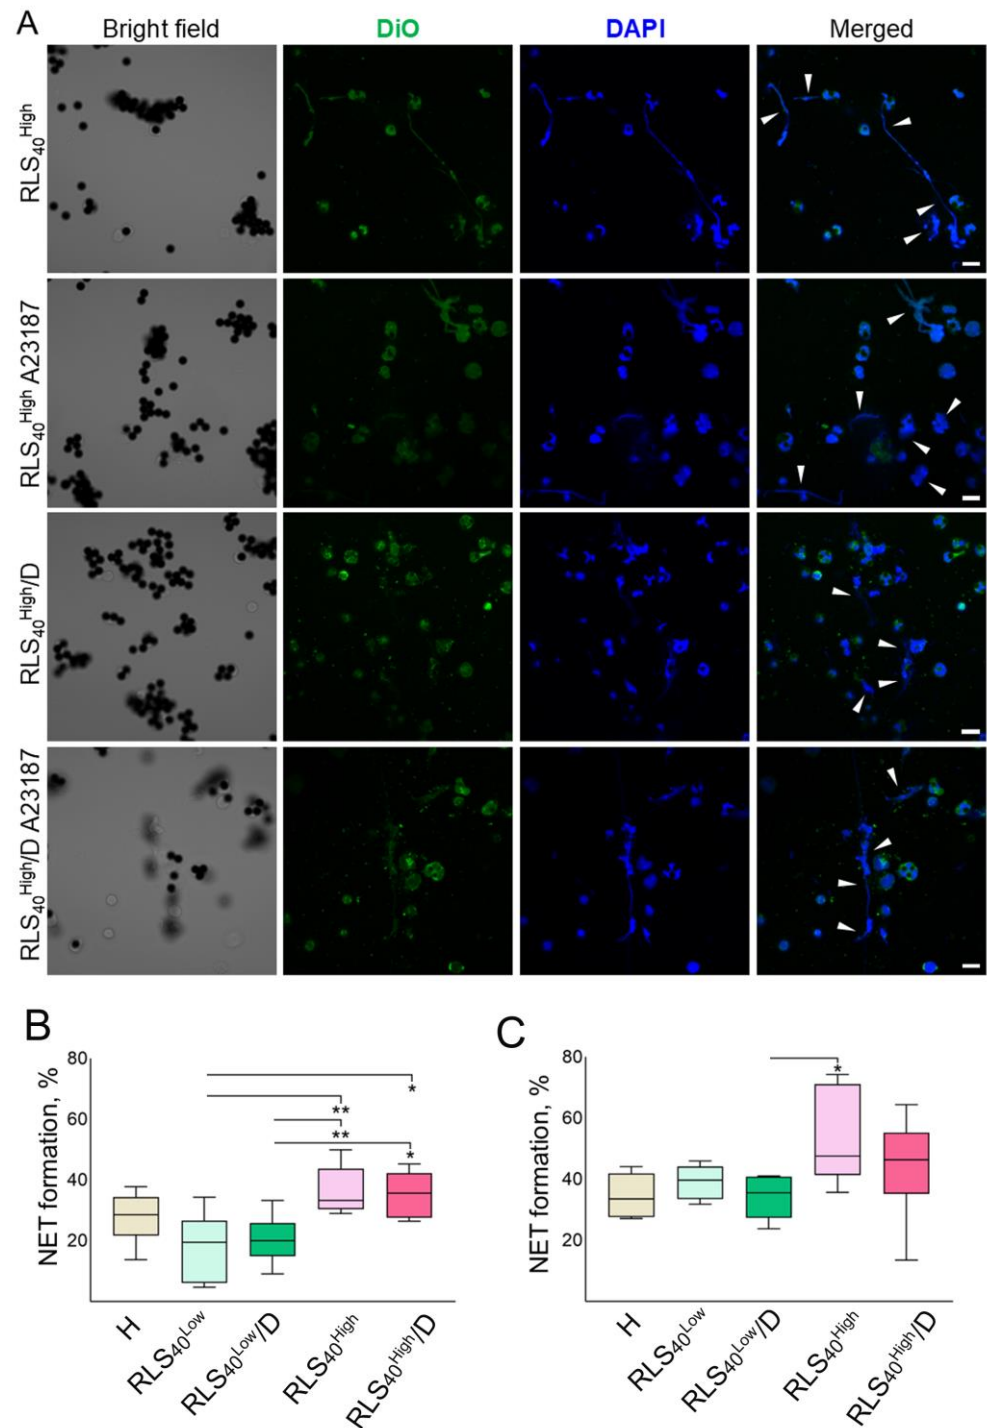 A
Bright field DiO DAPI Merged
RLS40High
RLS40High A23187
RLS40High/D
RLS40High/D A23187
B
NET formation, %
80
60
40
20
*
**
**
*
H RLS40Low RLS40Low/D RLS40High RLS40High/D
C
NET formation, %
80
60
40
20
*
H RLS40Low RLS40Low/D RLS40High RLS40High/D